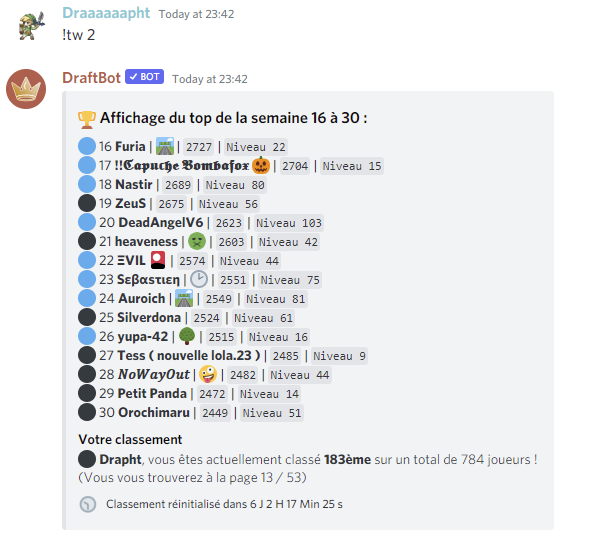 Draaaaaapht Today at 23:42
!tw 2
DraftBot ✓ BOT Today at 23:42
🏆 Affichage du top de la semaine 16 à 30 :
16 Furia | 🛣️ | 2727 | Niveau 22
17 !!𝕮𝖆𝖕𝖚𝖈𝖍𝖊 𝕭𝖔𝖒𝖇𝖆𝖋𝖔𝖝 🎃 | 2704 | Niveau 15
18 Nastir | 2689 | Niveau 80
19 ZeuS | 2675 | Niveau 56
20 DeadAngelV6 | 2623 | Niveau 103
21 heaveness | 🤢 | 2603 | Niveau 42
22 ΞVIL 🚨 | 2574 | Niveau 44
23 Sεβαsτιεη | 🕑 | 2551 | Niveau 75
24 Auroich | 🛣️ | 2549 | Niveau 81
25 Silverdona | 2524 | Niveau 61
26 yupa-42 | 🌳 | 2515 | Niveau 16
27 Tess ( nouvelle lola.23 ) | 2485 | Niveau 9
28 𝑵𝒐𝑾𝒂𝒚𝑶𝒖𝒕 | 🤪 | 2482 | Niveau 44
29 Petit Panda | 2472 | Niveau 14
30 Orochimaru | 2449 | Niveau 51
Votre classement
Drapht, vous êtes actuellement classé 183ème sur un total de 784 joueurs !
(Vous vous trouverez à la page 13 / 53)
Classement réinitialisé dans 6 J 2 H 17 Min 25 s